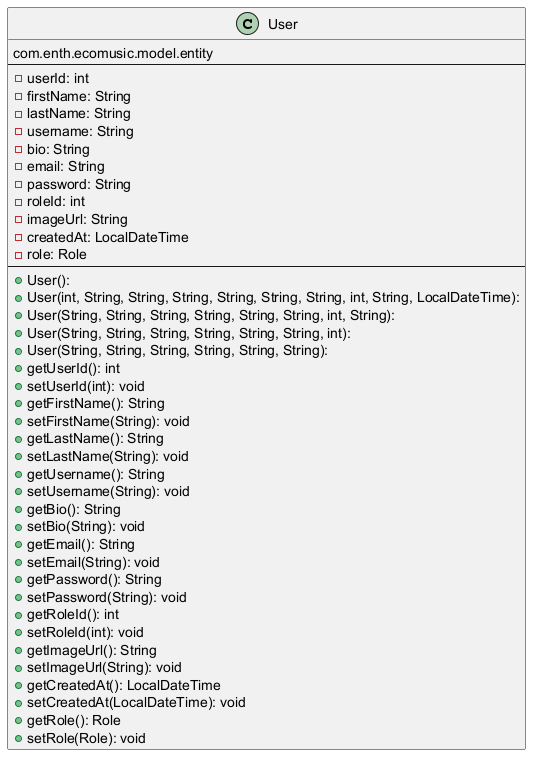 C User
com.enth.ecomusic.model.entity
userId: int
firstName: String
lastName: String
username: String
bio: String
email: String
password: String
roleId: int
imageUrl: String
createdAt: LocalDateTime
role: Role
User():
User(int, String, String, String, String, String, String, int, String, LocalDateTime):
User(String, String, String, String, String, String, int, String):
User(String, String, String, String, String, String, int):
User(String, String, String, String, String, String):
getUserId(): int
setUserId(int): void
getFirstName(): String
setFirstName(String): void
getLastName(): String
setLastName(String): void
getUsername(): String
setUsername(String): void
getBio(): String
setBio(String): void
getEmail(): String
setEmail(String): void
getPassword(): String
setPassword(String): void
getRoleId(): int
setRoleId(int): void
getImageUrl(): String
setImageUrl(String): void
getCreatedAt(): LocalDateTime
setCreatedAt(LocalDateTime): void
getRole(): Role
setRole(Role): void